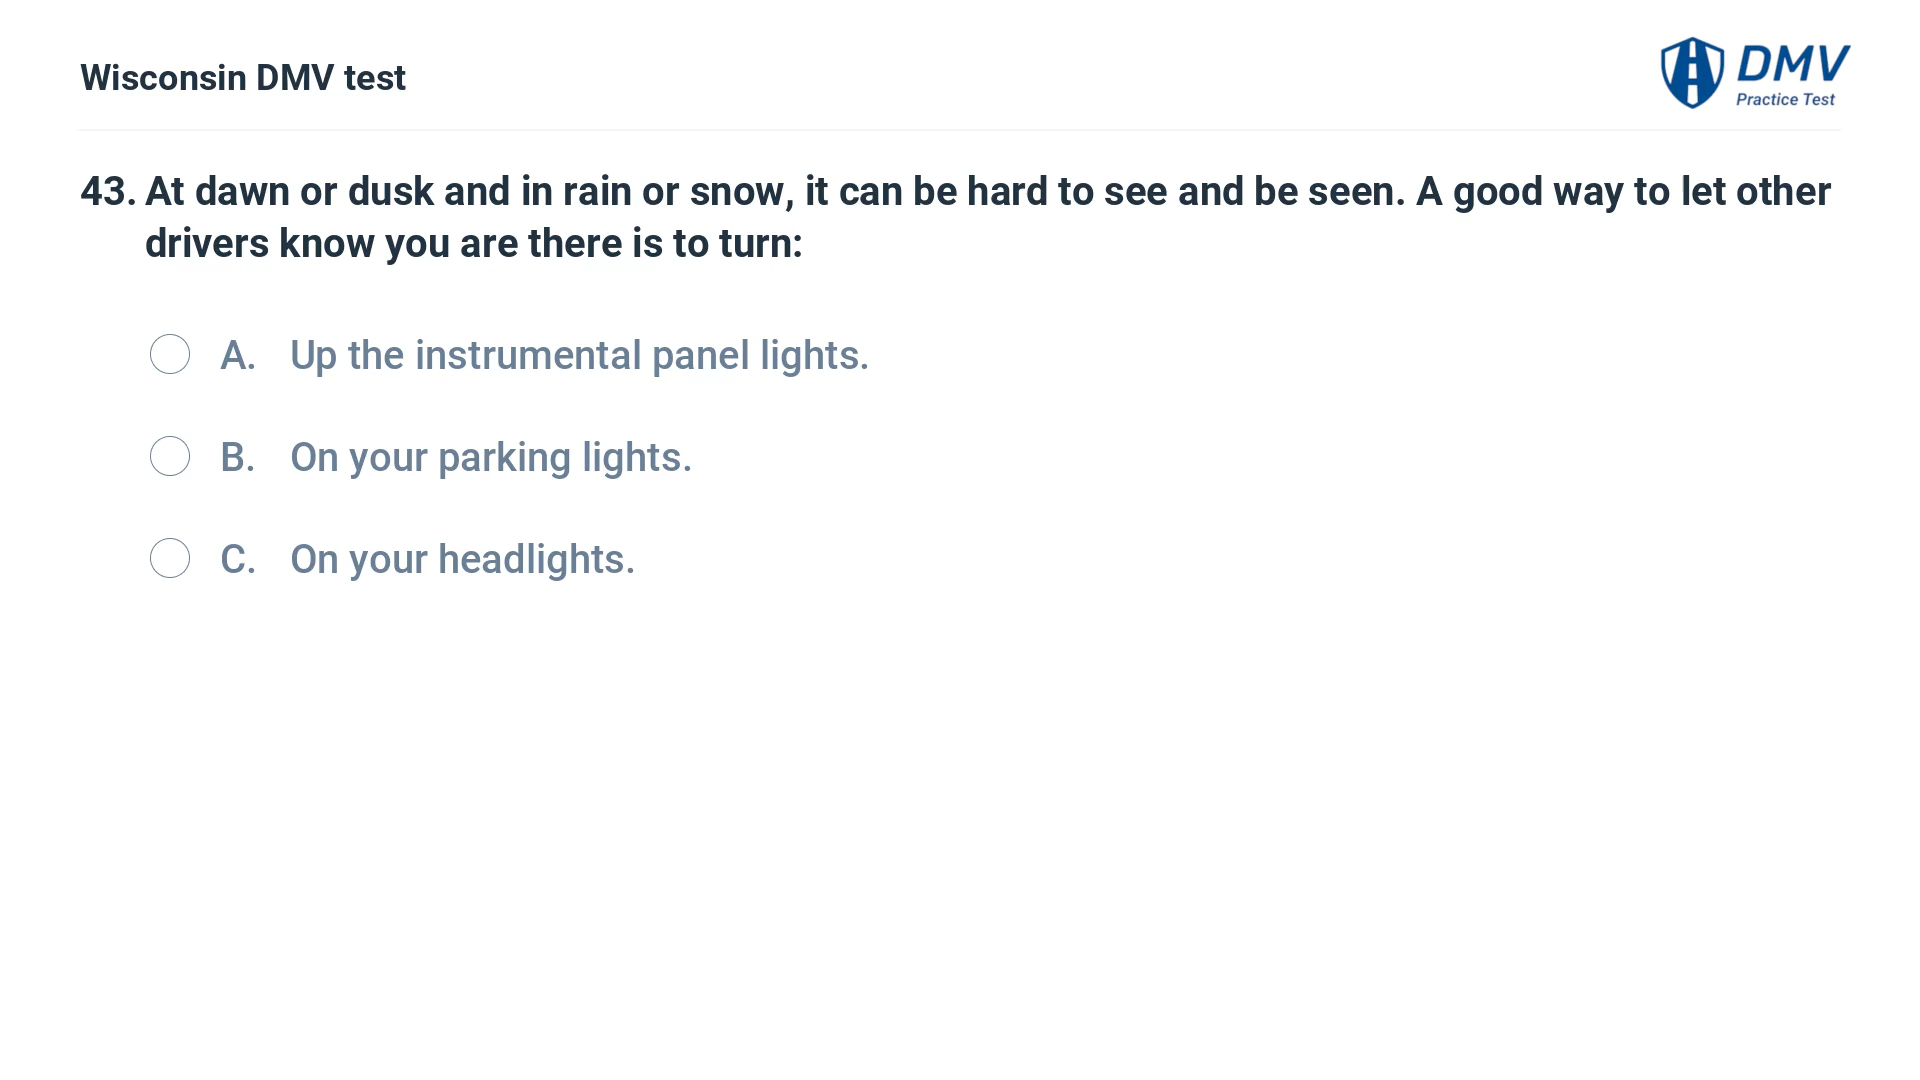 Wisconsin DMV test
DMV
Practice Test
43. At dawn or dusk and in rain or snow, it can be hard to see and be seen. A good way to let other
drivers know you are there is to turn:
A. Up the instrumental panel lights.
B. On your parking lights.
C. On your headlights.